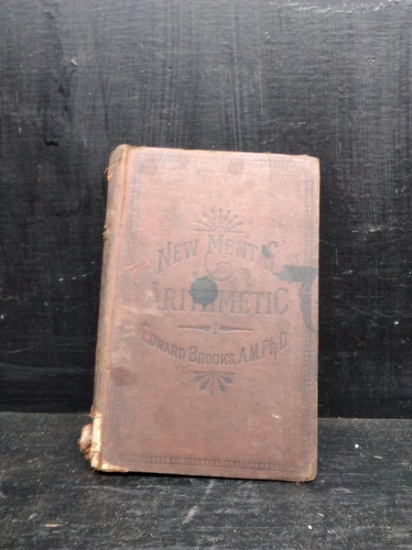 NEW MENTAL
ARITHMETIC
EDWARD BROOKS, A.M. Ph.D.